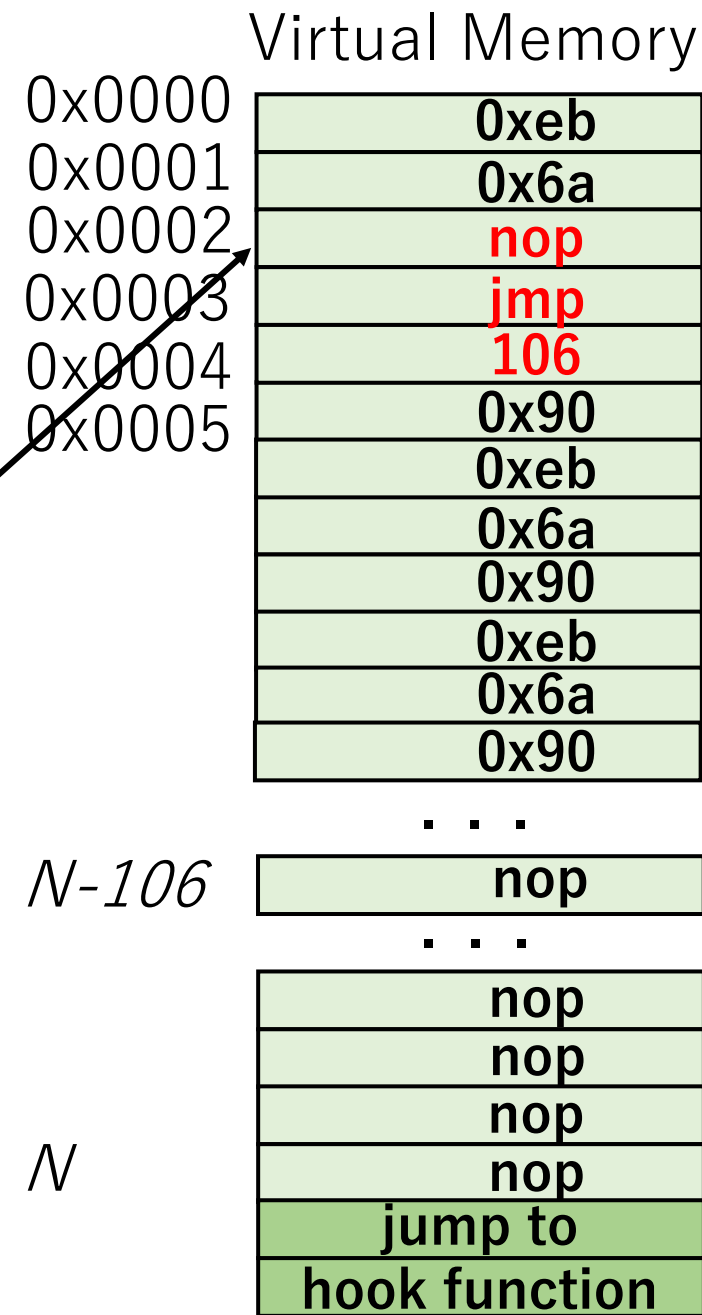 Virtual Memory
0x0000 0xeb
0x0001 0x6a
0x0002 nop
0x0003 jmp
0x0004 106
0x0005 0x90
0xeb
0x6a
0x90
0xeb
0x6a
0x90
. . .
N-106 nop
. . .
nop
nop
nop
N nop
jump to
hook function